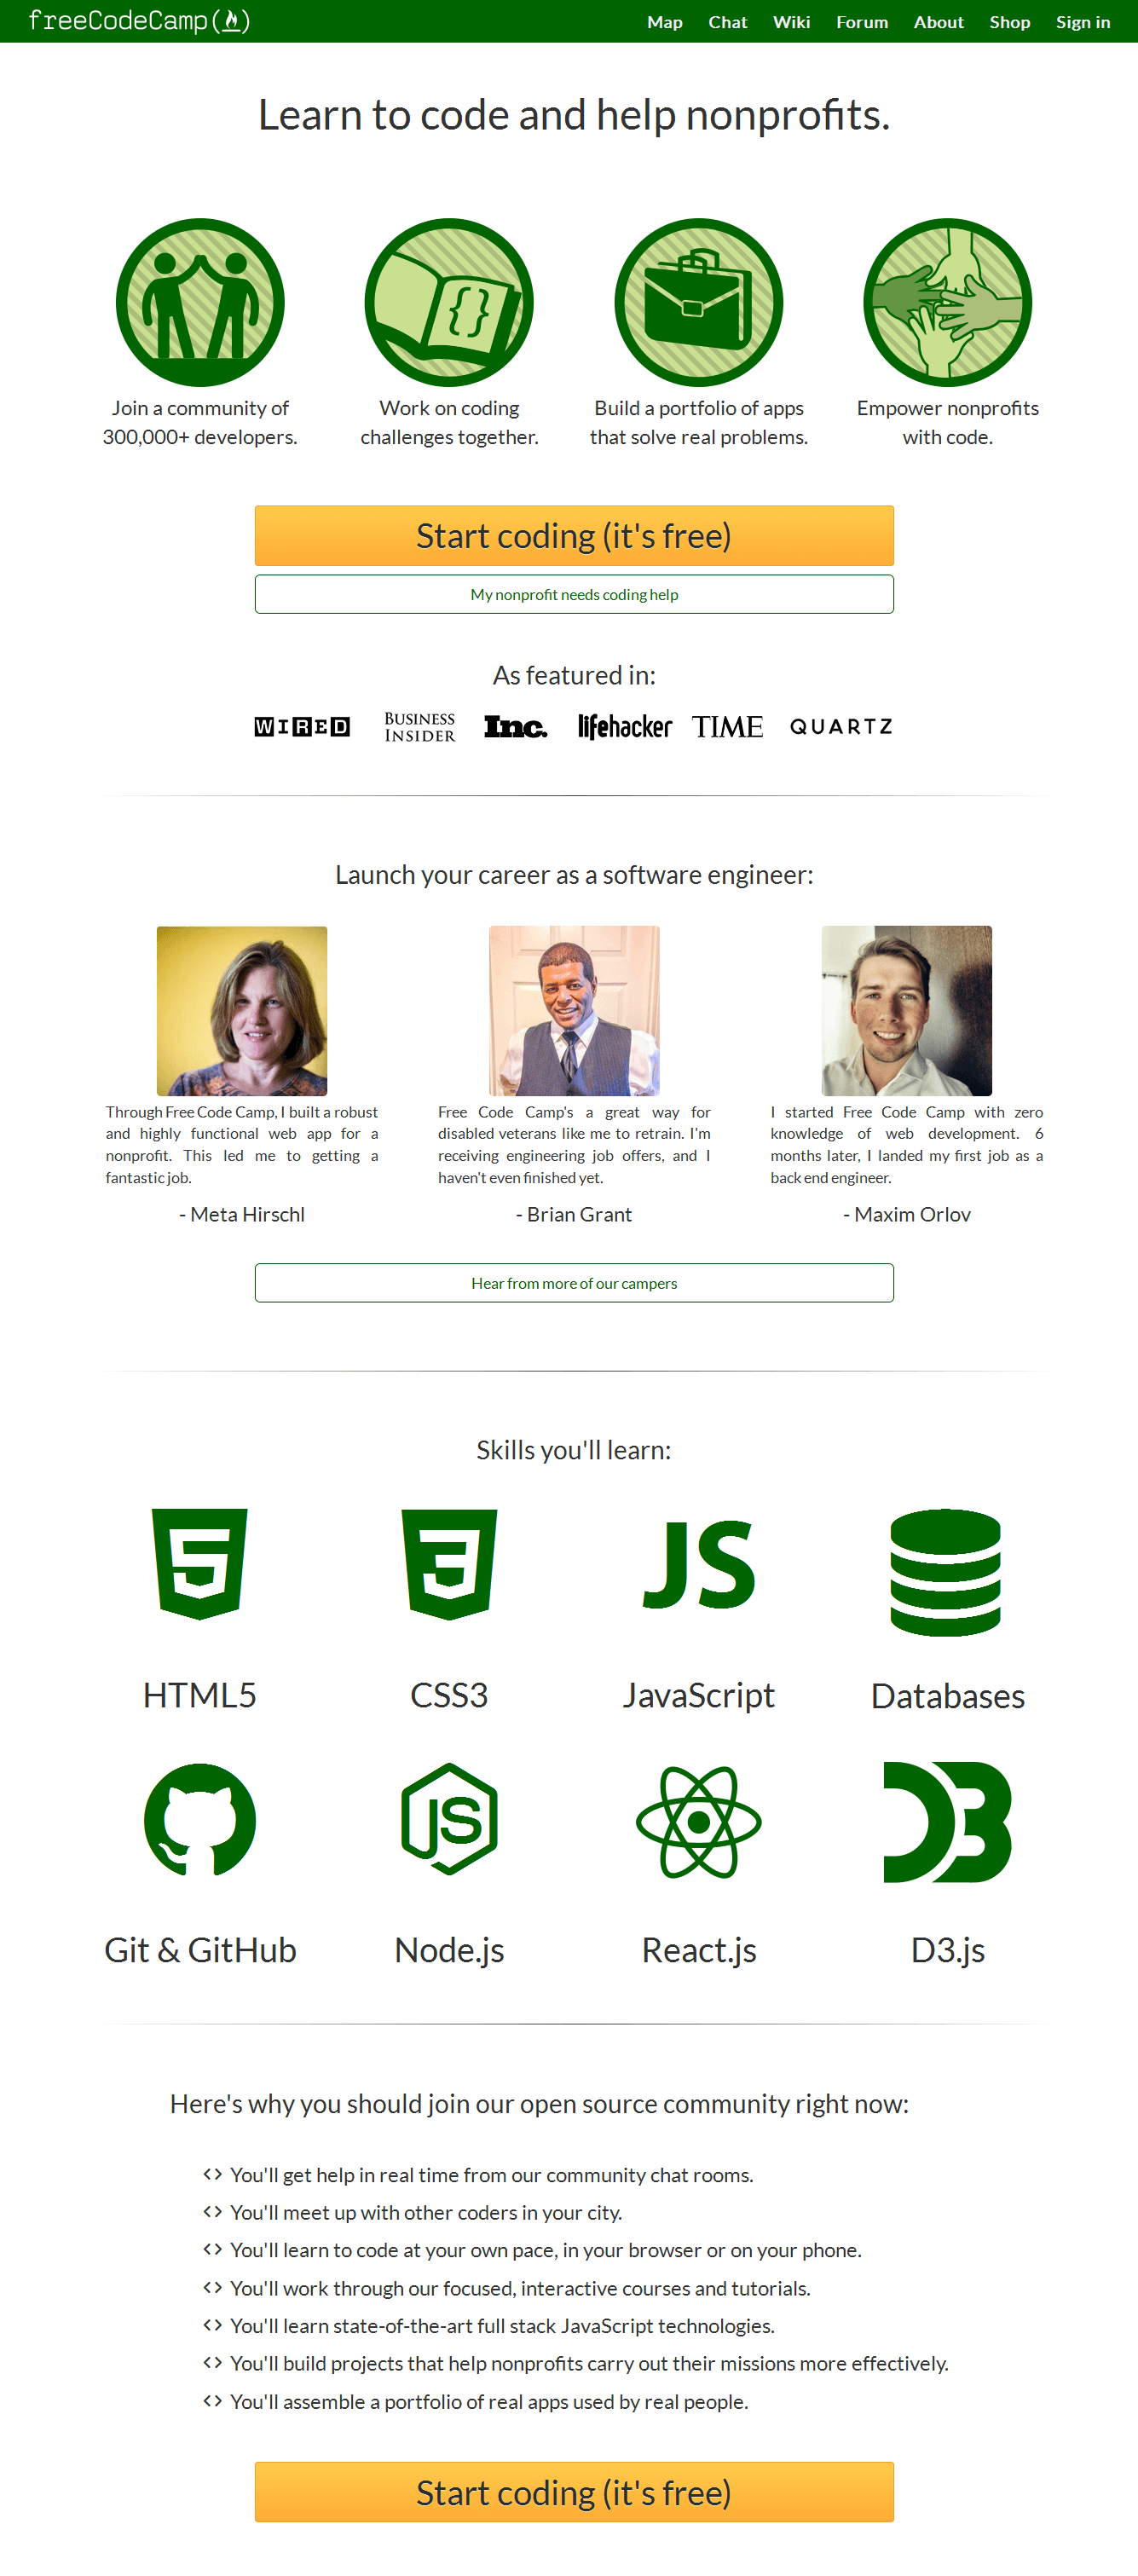 freeCodeCamp(🔥)
Map Chat Wiki Forum About Shop Sign in
Learn to code and help nonprofits.
Join a community of
300,000+ developers.
{}
Work on coding
challenges together.
Build a portfolio of apps
that solve real problems.
Empower nonprofits
with code.
Start coding (it's free)
My nonprofit needs coding help
As featured in:
WIRED
BUSINESS
INSIDER
Inc.
lifehacker
TIME
QUARTZ
Launch your career as a software engineer:
Through Free Code Camp, I built a robust
and highly functional web app for a
nonprofit. This led me to getting a
fantastic job.
- Meta Hirschl
Free Code Camp's a great way for
disabled veterans like me to retrain. I'm
receiving engineering job offers, and I
haven't even finished yet.
- Brian Grant
I started Free Code Camp with zero
knowledge of web development. 6
months later, I landed my first job as a
back end engineer.
- Maxim Orlov
Hear from more of our campers
Skills you'll learn:
5
3
JS
HTML5
CSS3
JavaScript
Databases
JS
D3
Git & GitHub
Node.js
React.js
D3.js
Here's why you should join our open source community right now:
<> You'll get help in real time from our community chat rooms.
<> You'll meet up with other coders in your city.
<> You'll learn to code at your own pace, in your browser or on your phone.
<> You'll work through our focused, interactive courses and tutorials.
<> You'll learn state-of-the-art full stack JavaScript technologies.
<> You'll build projects that help nonprofits carry out their missions more effectively.
<> You'll assemble a portfolio of real apps used by real people.
Start coding (it's free)